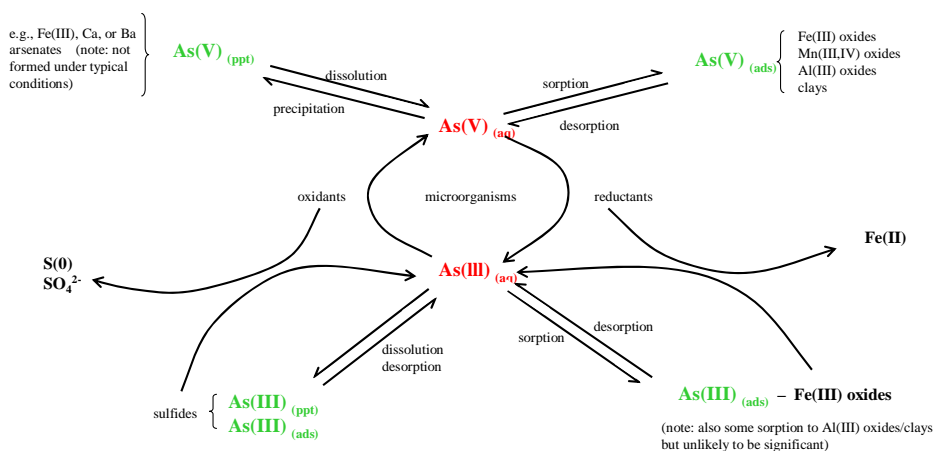 e.g., Fe(III), Ca, or Ba
arsenates (note: not
formed under typical
conditions)
As(V) (ppt)
dissolution
precipitation
As(V) (aq)
sorption
desorption
As(V) (ads)
Fe(III) oxides
Mn(III,IV) oxides
Al(III) oxides
clays
oxidants
microorganisms
reductants
Fe(II)
S(0)
SO₄²⁻
As(III) (aq)
dissolution
desorption
sorption
desorption
sulfides
As(III) (ppt)
As(III) (ads)
As(III) (ads) – Fe(III) oxides
(note: also some sorption to Al(III) oxides/clays
but unlikely to be significant)